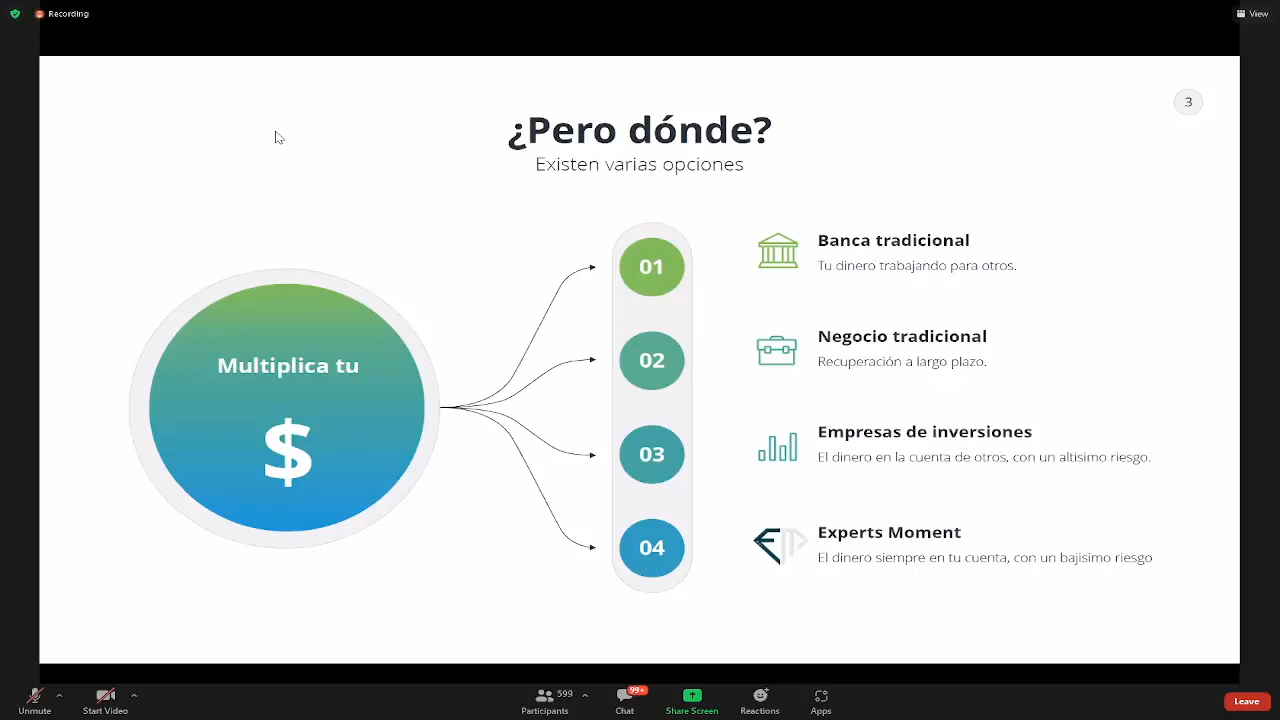 Recording
View
3
¿Pero dónde?
Existen varias opciones
Multiplica tu
$
01
Banca tradicional
Tu dinero trabajando para otros.
02
Negocio tradicional
Recuperación a largo plazo.
03
Empresas de inversiones
El dinero en la cuenta de otros, con un altisimo riesgo.
04
EM
Experts Moment
El dinero siempre en tu cuenta, con un bajisimo riesgo
Unmute
Start Video
599
Participants
99+
Chat
Share Screen
Reactions
Apps
Leave